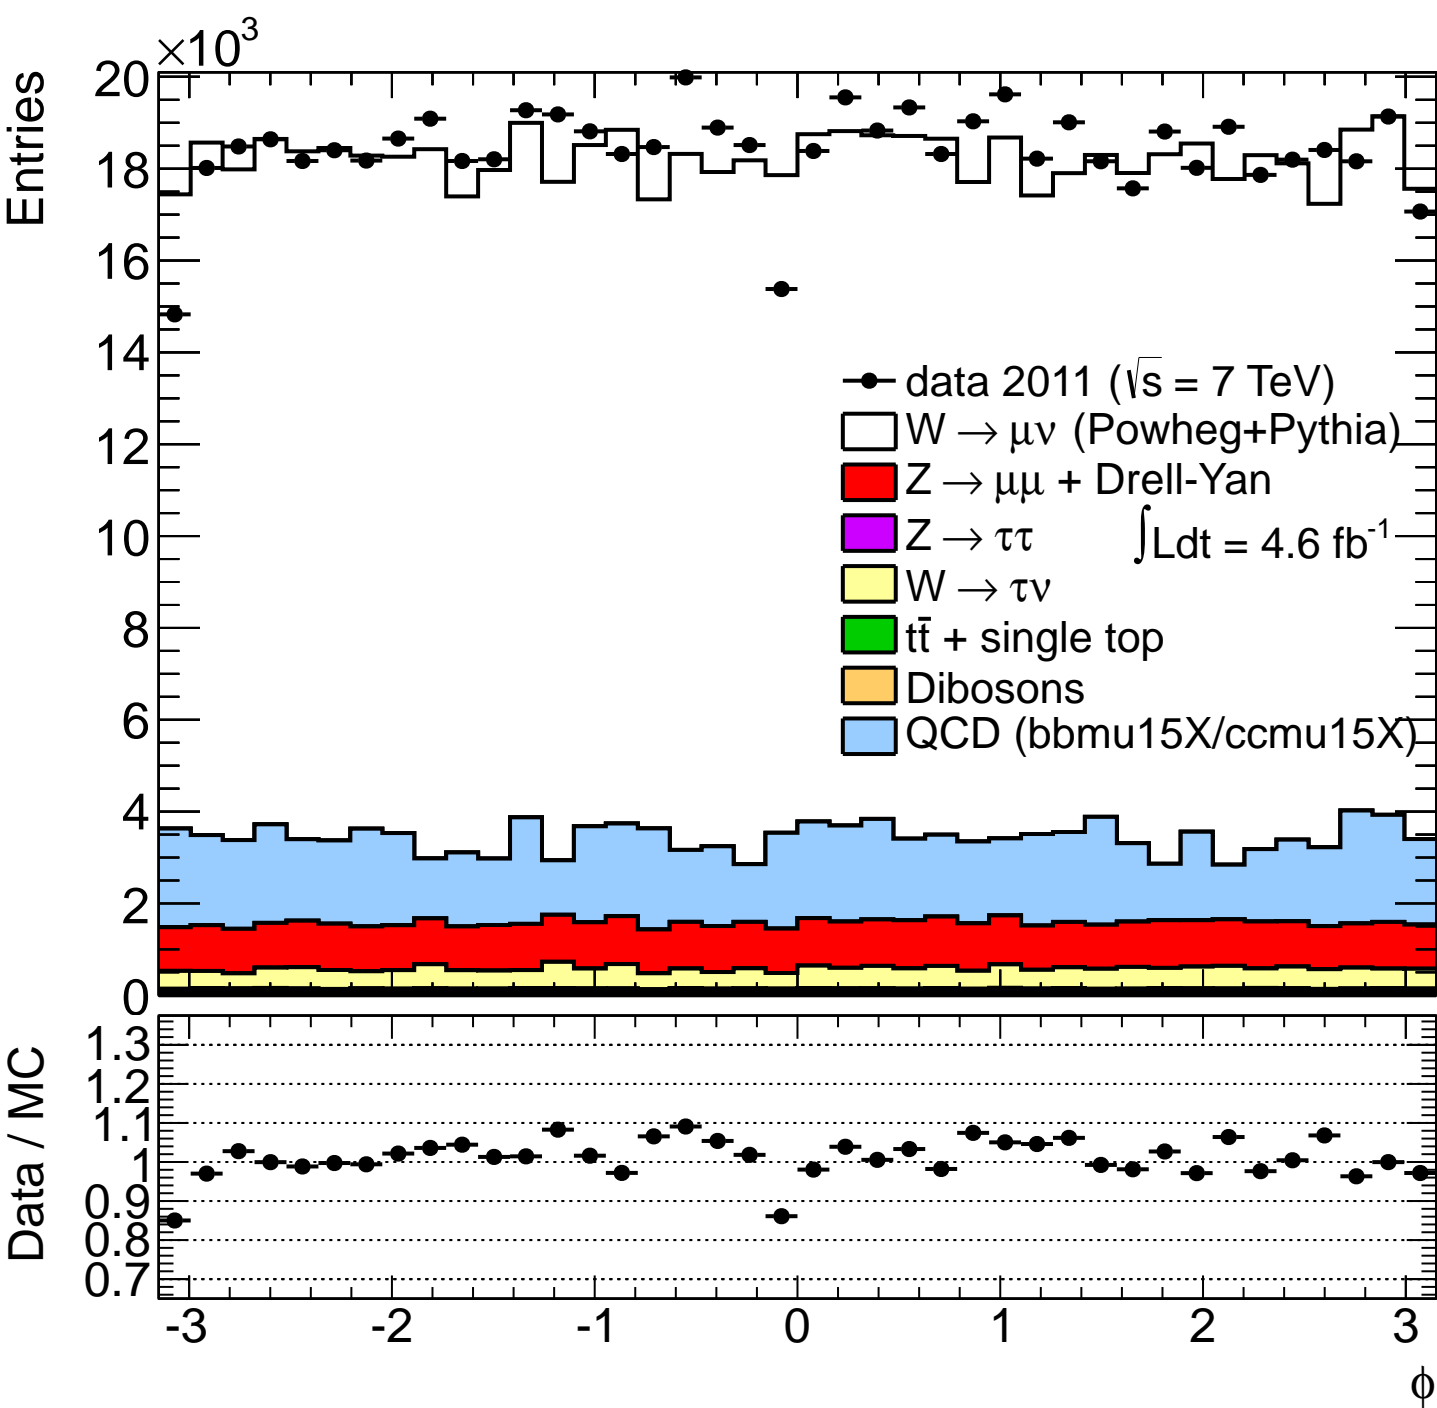 ×10³
Entries
20
18
16
14
12
10
8
6
4
2
0
data 2011 (√s = 7 TeV)
W → μν (Powheg+Pythia)
Z → μμ + Drell-Yan
Z → ττ
∫Ldt = 4.6 fb⁻¹
W → τν
tt̄ + single top
Dibosons
QCD (bbmu15X/ccmu15X)
Data / MC
1.3
1.2
1.1
1
0.9
0.8
0.7
-3 -2 -1 0 1 2 3
ϕ